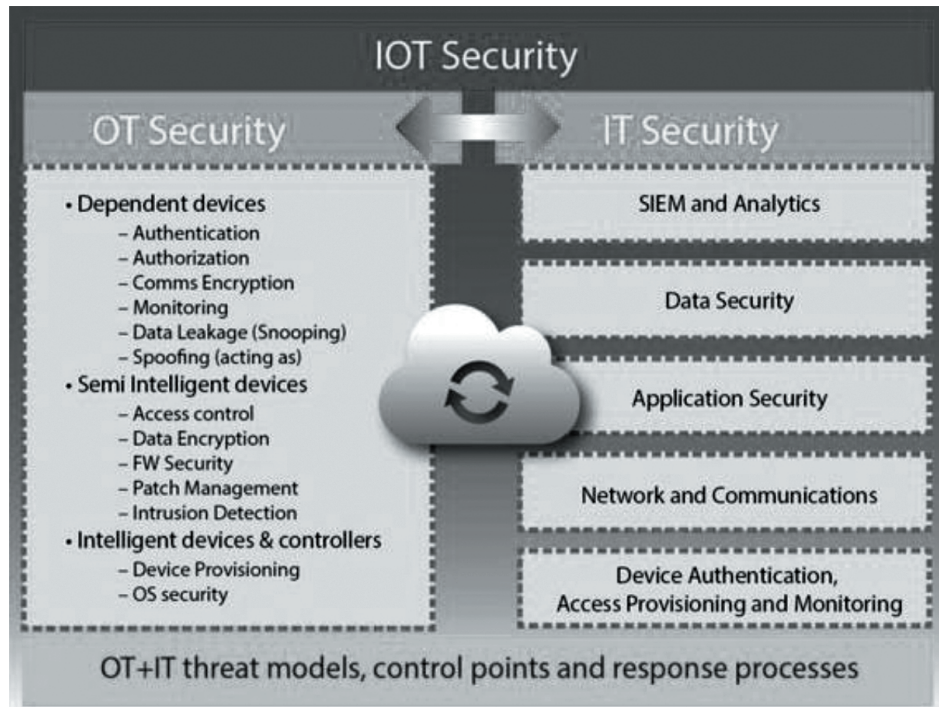 IOT Security
OT Security
IT Security
• Dependent devices
– Authentication
– Authorization
– Comms Encryption
– Monitoring
– Data Leakage (Snooping)
– Spoofing (acting as)
• Semi Intelligent devices
– Access control
– Data Encryption
– FW Security
– Patch Management
– Intrusion Detection
• Intelligent devices & controllers
– Device Provisioning
– OS security
SIEM and Analytics
Data Security
Application Security
Network and Communications
Device Authentication,
Access Provisioning and Monitoring
OT+IT threat models, control points and response processes